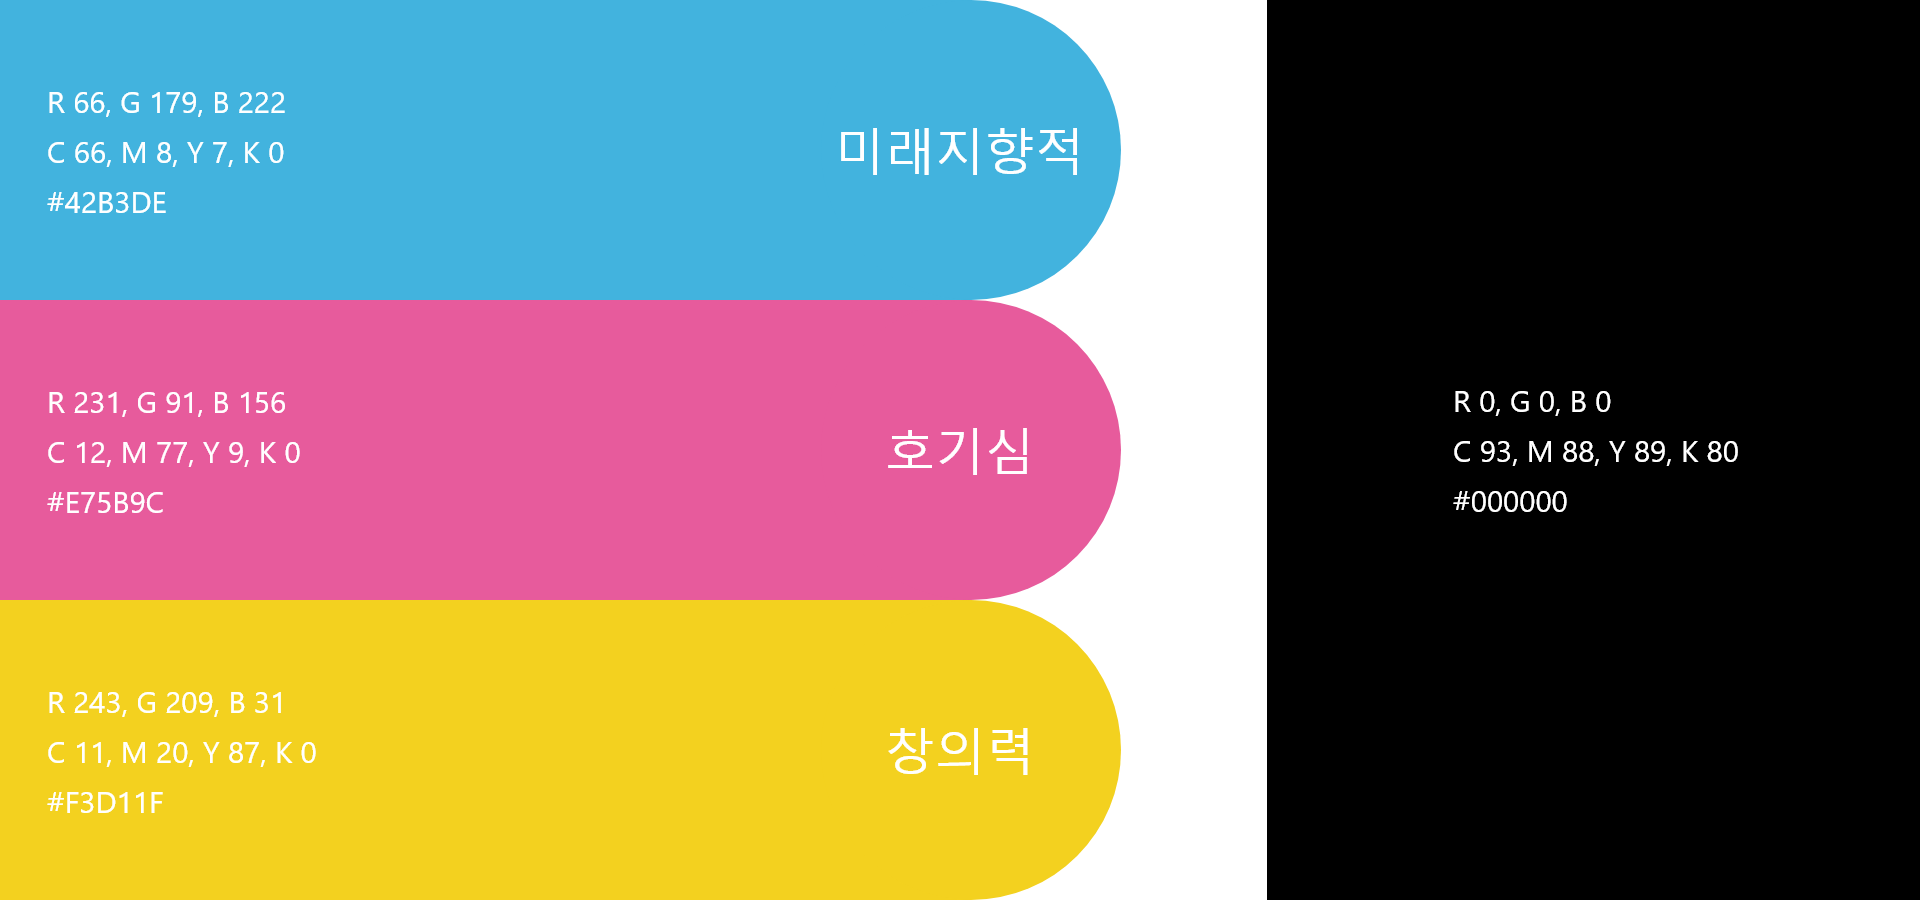 R 66, G 179, B 222
C 66, M 8, Y 7, K 0
#42B3DE
미래지향적
R 231, G 91, B 156
C 12, M 77, Y 9, K 0
#E75B9C
호기심
R 243, G 209, B 31
C 11, M 20, Y 87, K 0
#F3D11F
창의력
R 0, G 0, B 0
C 93, M 88, Y 89, K 80
#000000